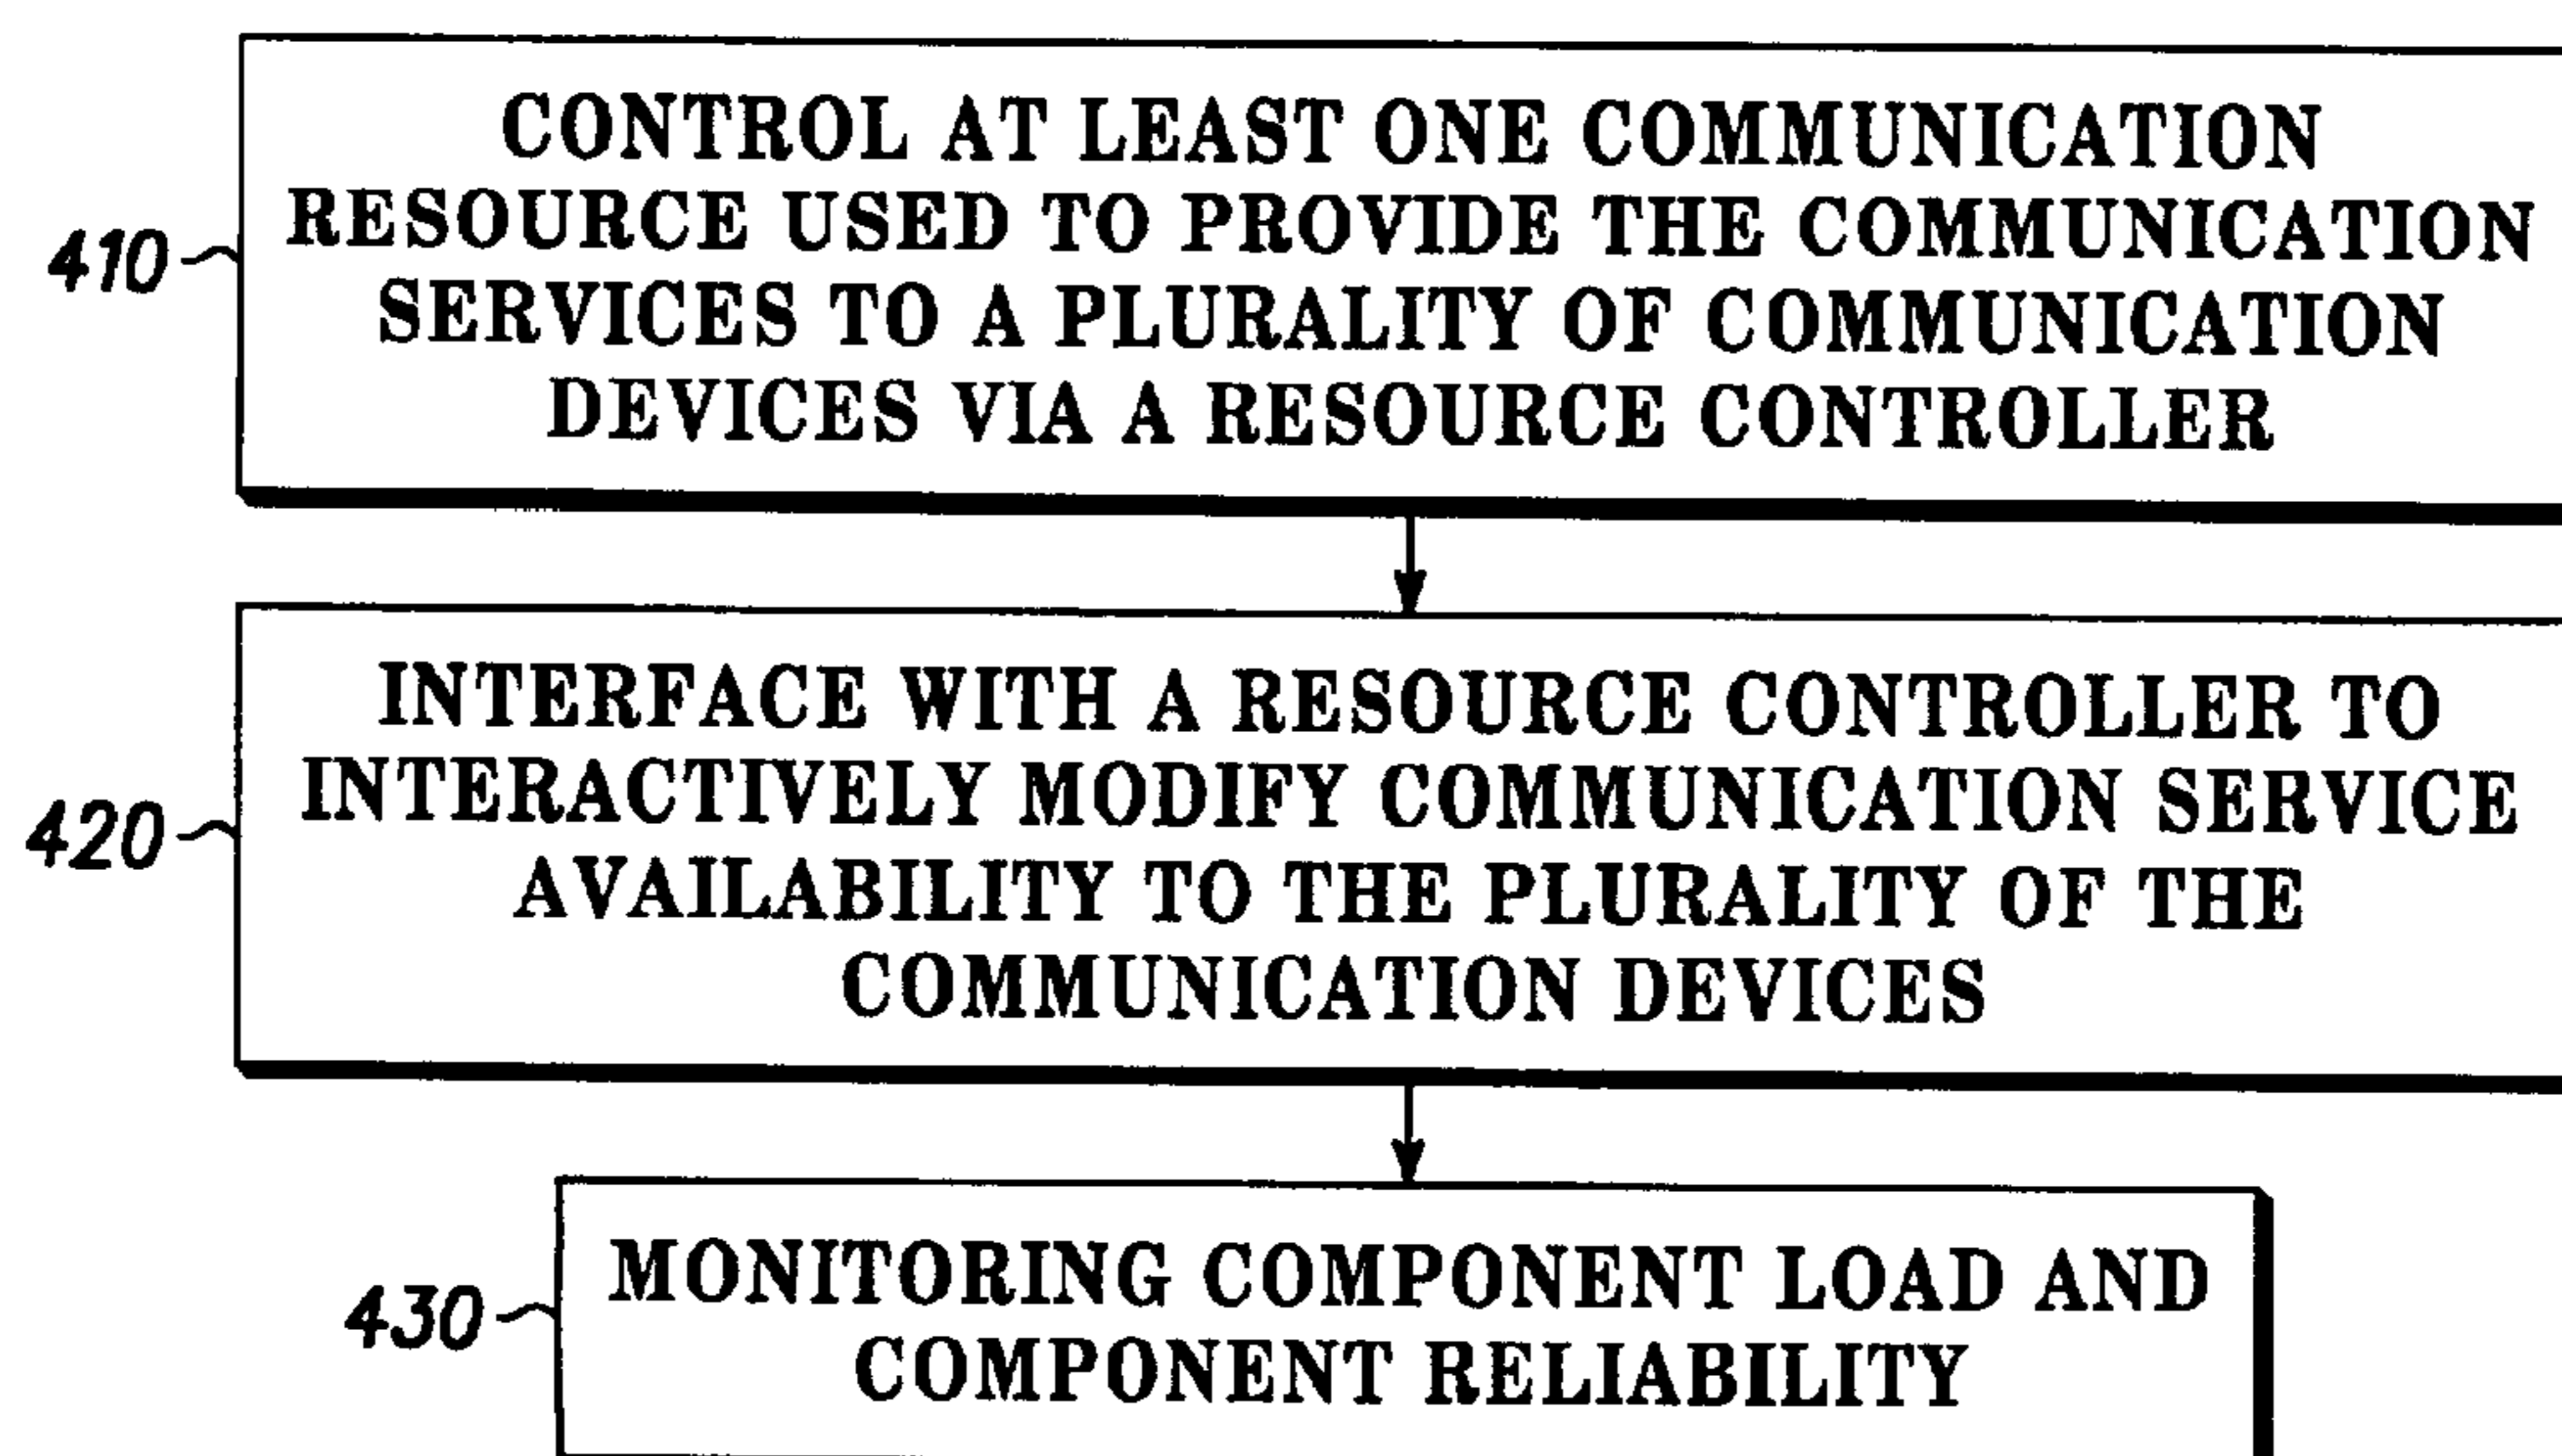 CONTROL AT LEAST ONE COMMUNICATION
RESOURCE USED TO PROVIDE THE COMMUNICATION
410
SERVICES TO A PLURALITY OF COMMUNICATION
DEVICES VIA A RESOURCE CONTROLLER
INTERFACE WITH A RESOURCE CONTROLLER TO
INTERACTIVELY MODIFY COMMUNICATION SERVICE
420
AVAILABILITY TO THE PLURALITY OF THE
COMMUNICATION DEVICES
MONITORING COMPONENT LOAD AND
430
COMPONENT RELIABILITY